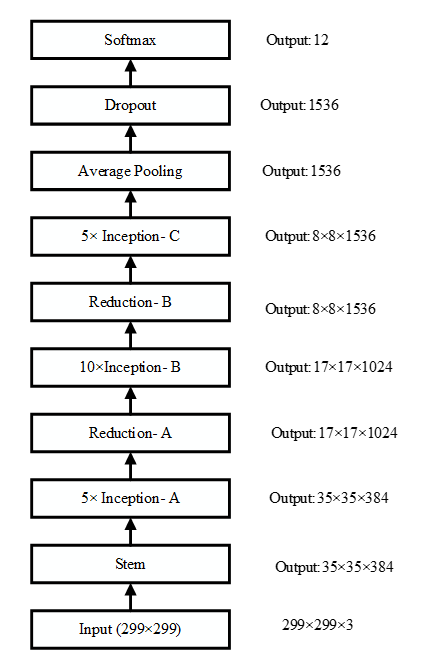 Softmax Output: 12
Dropout Output: 1536
Average Pooling Output: 1536
5× Inception- C Output: 8×8×1536
Reduction- B Output: 8×8×1536
10×Inception- B Output: 17×17×1024
Reduction- A Output: 17×17×1024
5× Inception- A Output: 35×35×384
Stem Output: 35×35×384
Input (299×299) 299×299×3